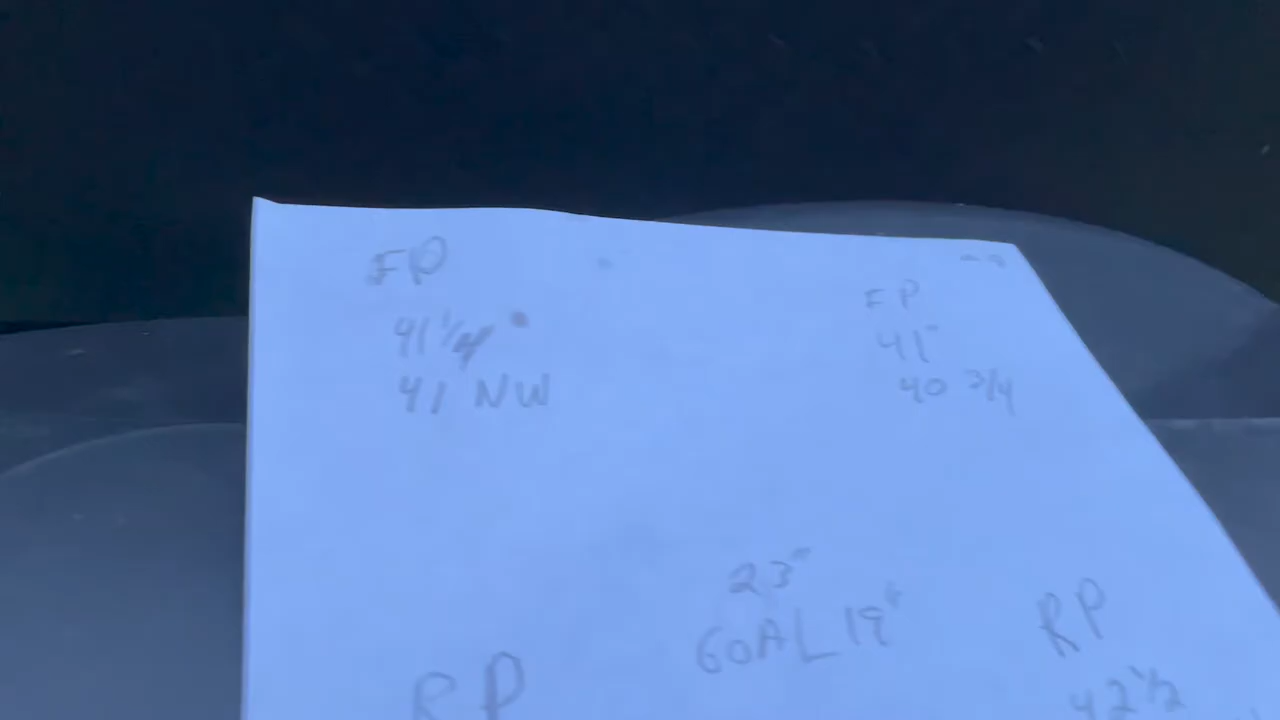 FP
41 1/4"
41 NW
FP
41"
40 3/4
23"
GOAL 19"
RP
42 1/2
RP